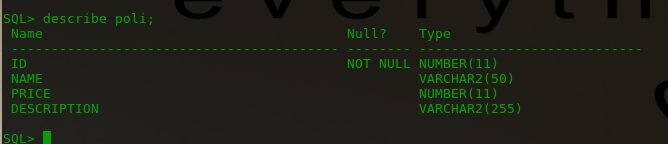 everyth
SQL> describe poli;
Name Null? Type
----------------------------------------- -------- ----------------------------
ID NOT NULL NUMBER(11)
NAME VARCHAR2(50)
PRICE NUMBER(11)
DESCRIPTION VARCHAR2(255)
SQL>